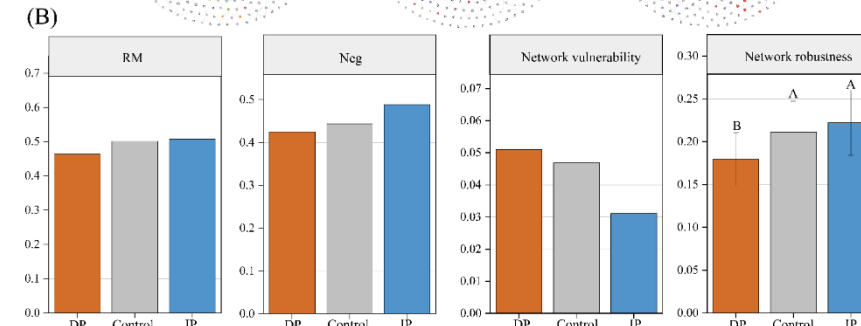 (B)
RM
0.7
0.6
0.5
0.4
0.3
0.2
0.1
0.0
DP Control IP
Neg
0.5
0.4
0.3
0.2
0.1
0.0
DP Control IP
Network vulnerability
0.07
0.06
0.05
0.04
0.03
0.02
0.01
0.00
DP Control IP
Network robustness
0.30
0.25
0.20
0.15
0.10
0.05
0.00
B A A
DP Control IP